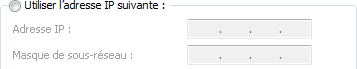 Utiliser l'adresse IP suivante :
Adresse IP :
. . .
Masque de sous-réseau :
. . .